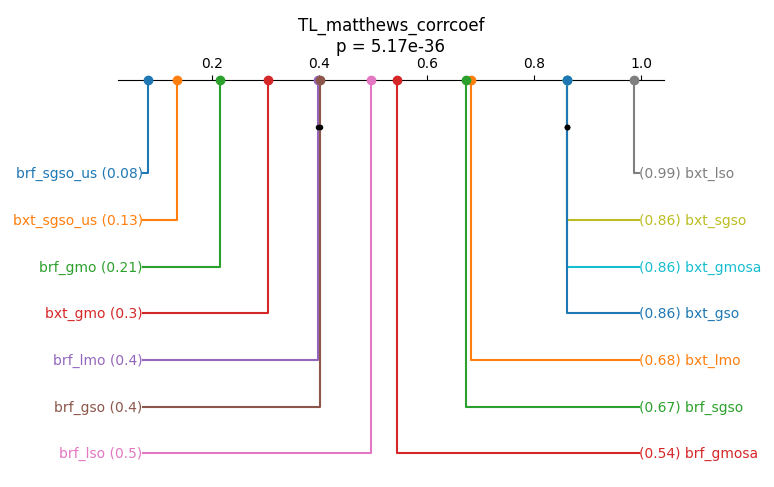 TL_matthews_corrcoef
p = 5.17e-36
0.2 0.4 0.6 0.8 1.0
brf_sgso_us (0.08) (0.99) bxt_lso
bxt_sgso_us (0.13) (0.86) bxt_sgso
brf_gmo (0.21) (0.86) bxt_gmosa
bxt_gmo (0.3) (0.86) bxt_gso
brf_lmo (0.4) (0.68) bxt_lmo
brf_gso (0.4) (0.67) brf_sgso
brf_lso (0.5) (0.54) brf_gmosa